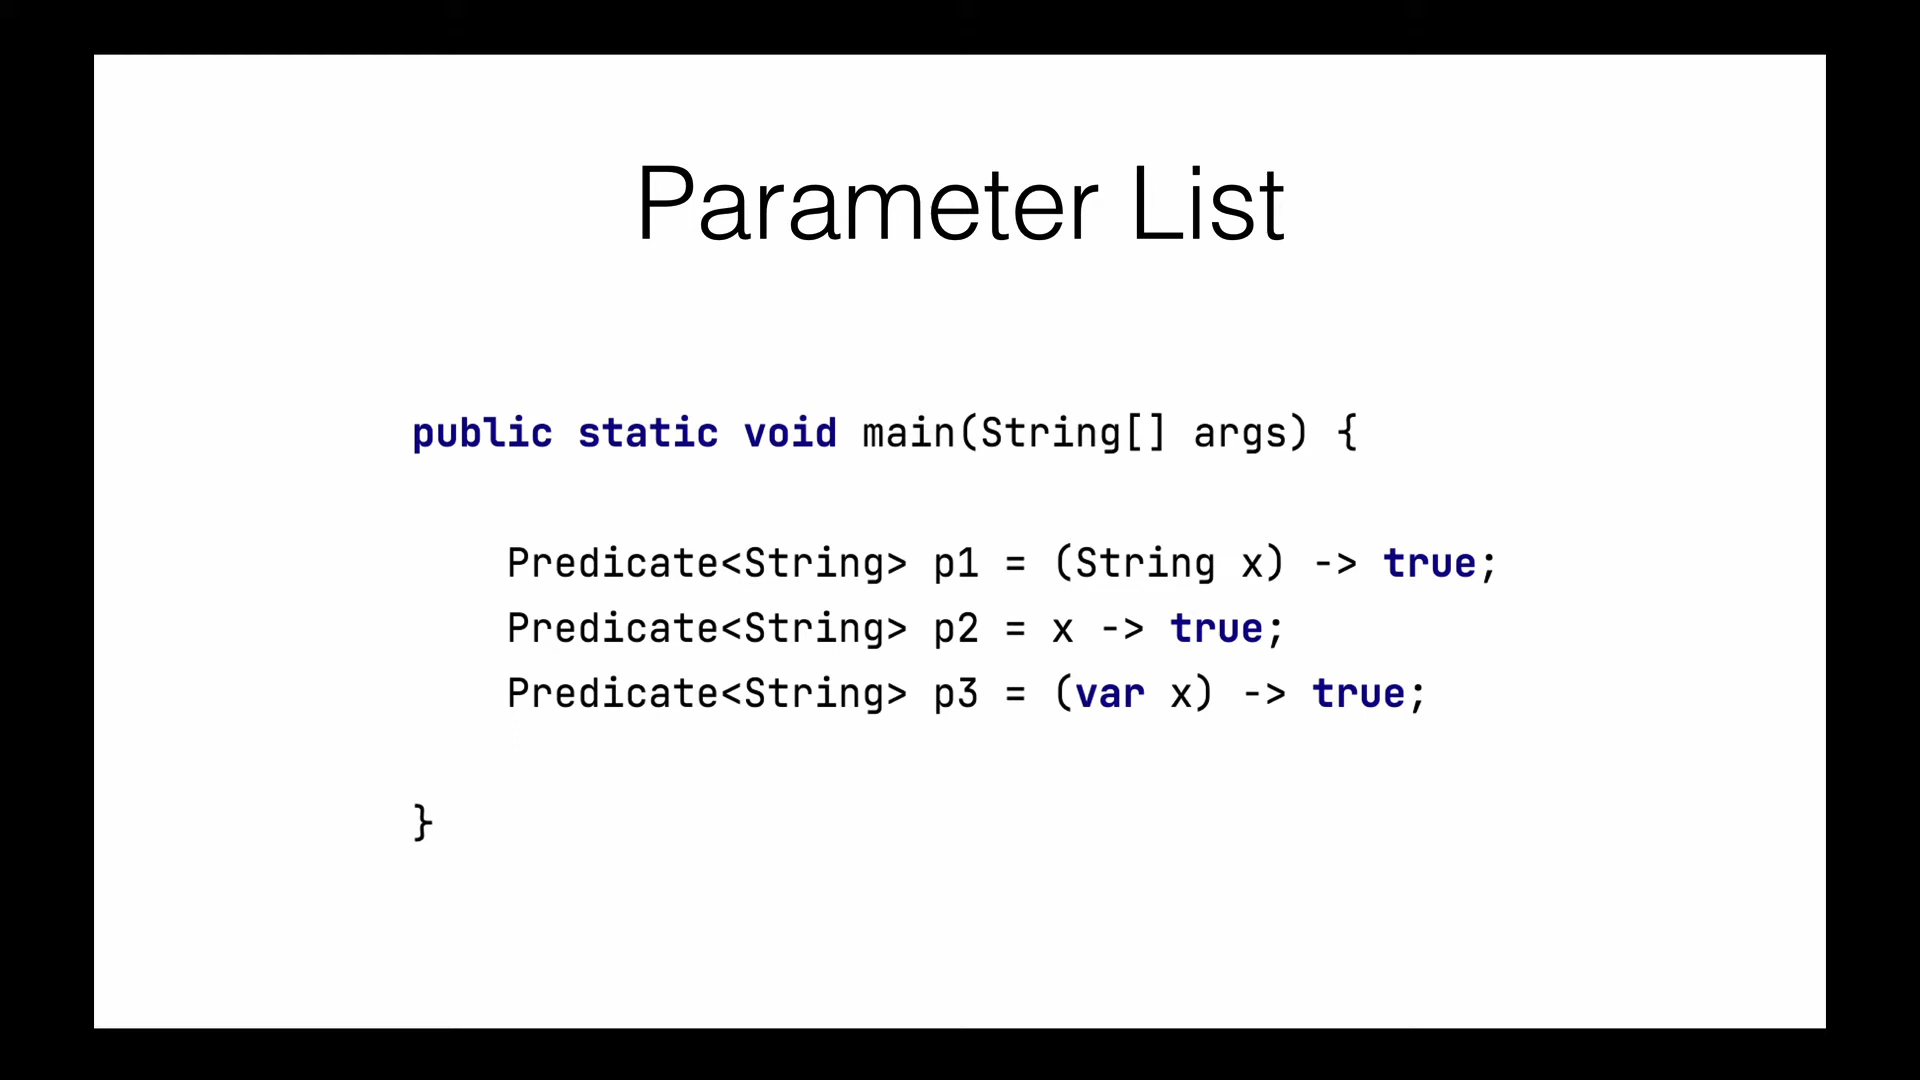 Parameter List
public static void main(String[] args) {
Predicate<String> p1 = (String x) -> true;
Predicate<String> p2 = x -> true;
Predicate<String> p3 = (var x) -> true;
}